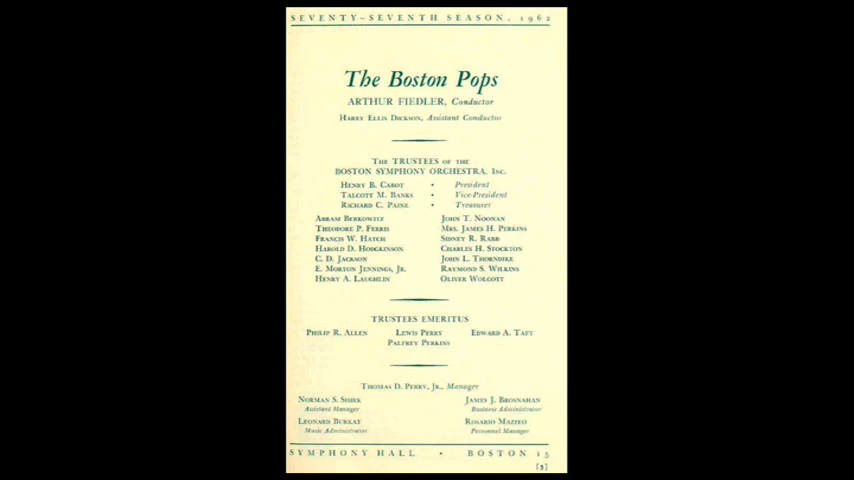 SEVENTY-SEVENTH SEASON, 1962
The Boston Pops
ARTHUR FIEDLER, Conductor
HARRY ELLIS DICKSON, Assistant Conductor
THE TRUSTEES OF THE
BOSTON SYMPHONY ORCHESTRA, INC.
HENRY B. CABOT • President
TALCOTT M. BANKS • Vice-President
RICHARD C. PAINE • Treasurer
ABRAM BERKOWITZ JOHN T. NOONAN
THEODORE P. FERRIS MRS. JAMES H. PERKINS
FRANCIS W. HATCH SIDNEY R. RABB
HAROLD D. HODGKINSON CHARLES H. STOCKTON
C. D. JACKSON JOHN L. THORNDIKE
E. MORTON JENNINGS, JR. RAYMOND S. WILKINS
HENRY A. LAUGHLIN OLIVER WOLCOTT
TRUSTEES EMERITUS
PHILIP R. ALLEN LEWIS PERRY EDWARD A. TAFT
PALFREY PERKINS
THOMAS D. PERRY, JR., Manager
NORMAN S. SHIRK JAMES J. BROSNAHAN
Assistant Manager Business Administrator
LEONARD BURKAT ROSARIO MAZZEO
Music Administrator Personnel Manager
SYMPHONY HALL • BOSTON 15
[3]